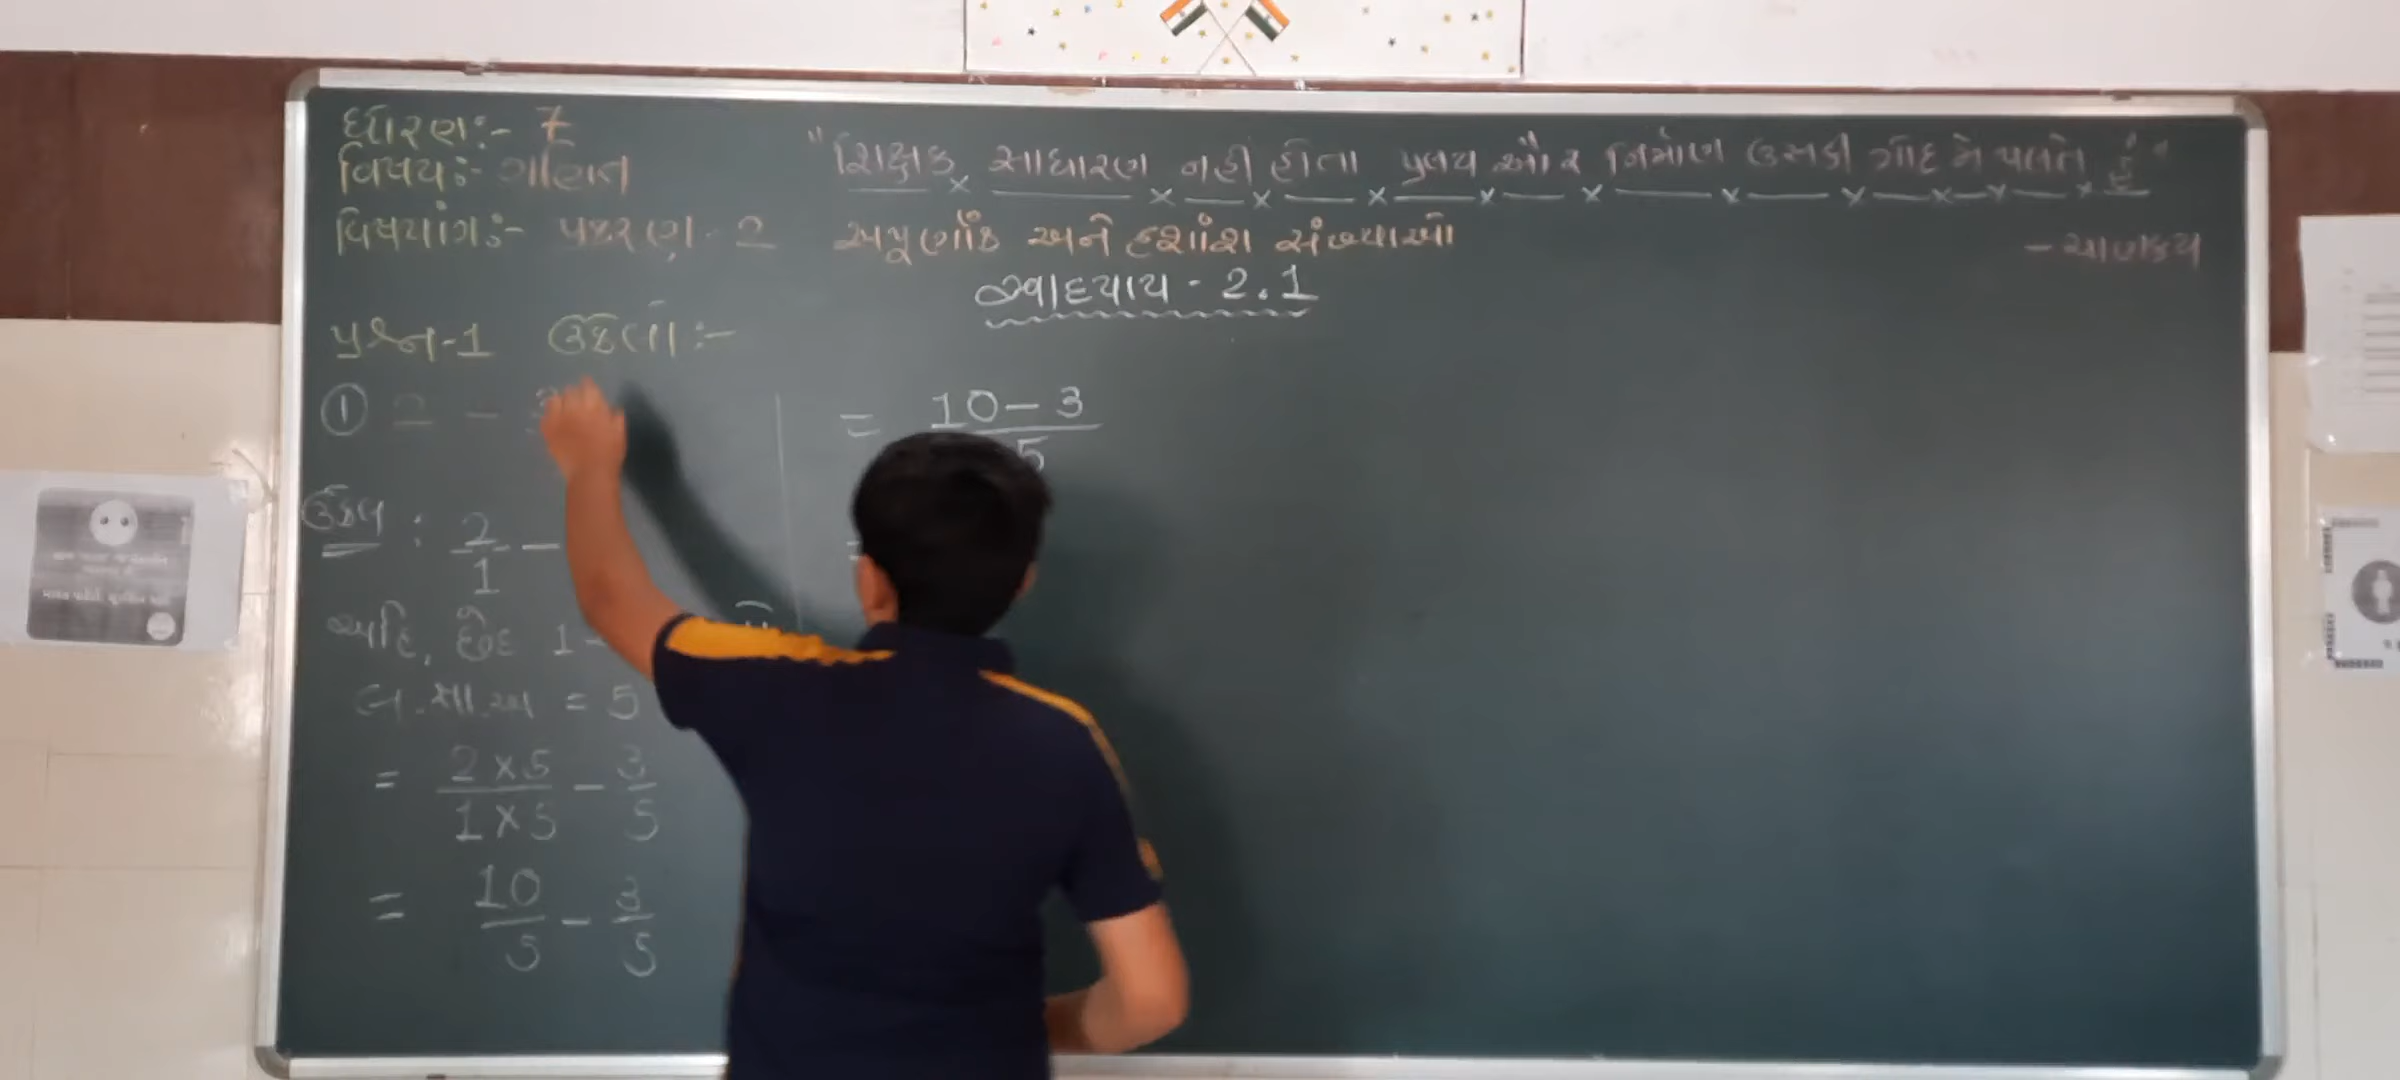 ધોરણ:- 7
વિષય:- ગણિત
વિષયાંગ:- પ્રકરણ - 2 અપૂર્ણાંક અને દશાંશ સંખ્યાઓ
"શિક્ષક સાધારણ નહી હોતા પ્રલય ઔર નિર્માણ ઉસકી ગોદ મે પલતે હૈ"
- ચાણક્ય
સ્વાધ્યાય - 2.1
પ્રશ્ન-1 ઉકેલો:-
① 2 - 3
ઉકેલ : 2/1 -
અહિ, છેદ 1
લ.સા.અ = 5
= 2×5/1×5 - 3/5
= 10/5 - 3/5
= 10-3/5
=